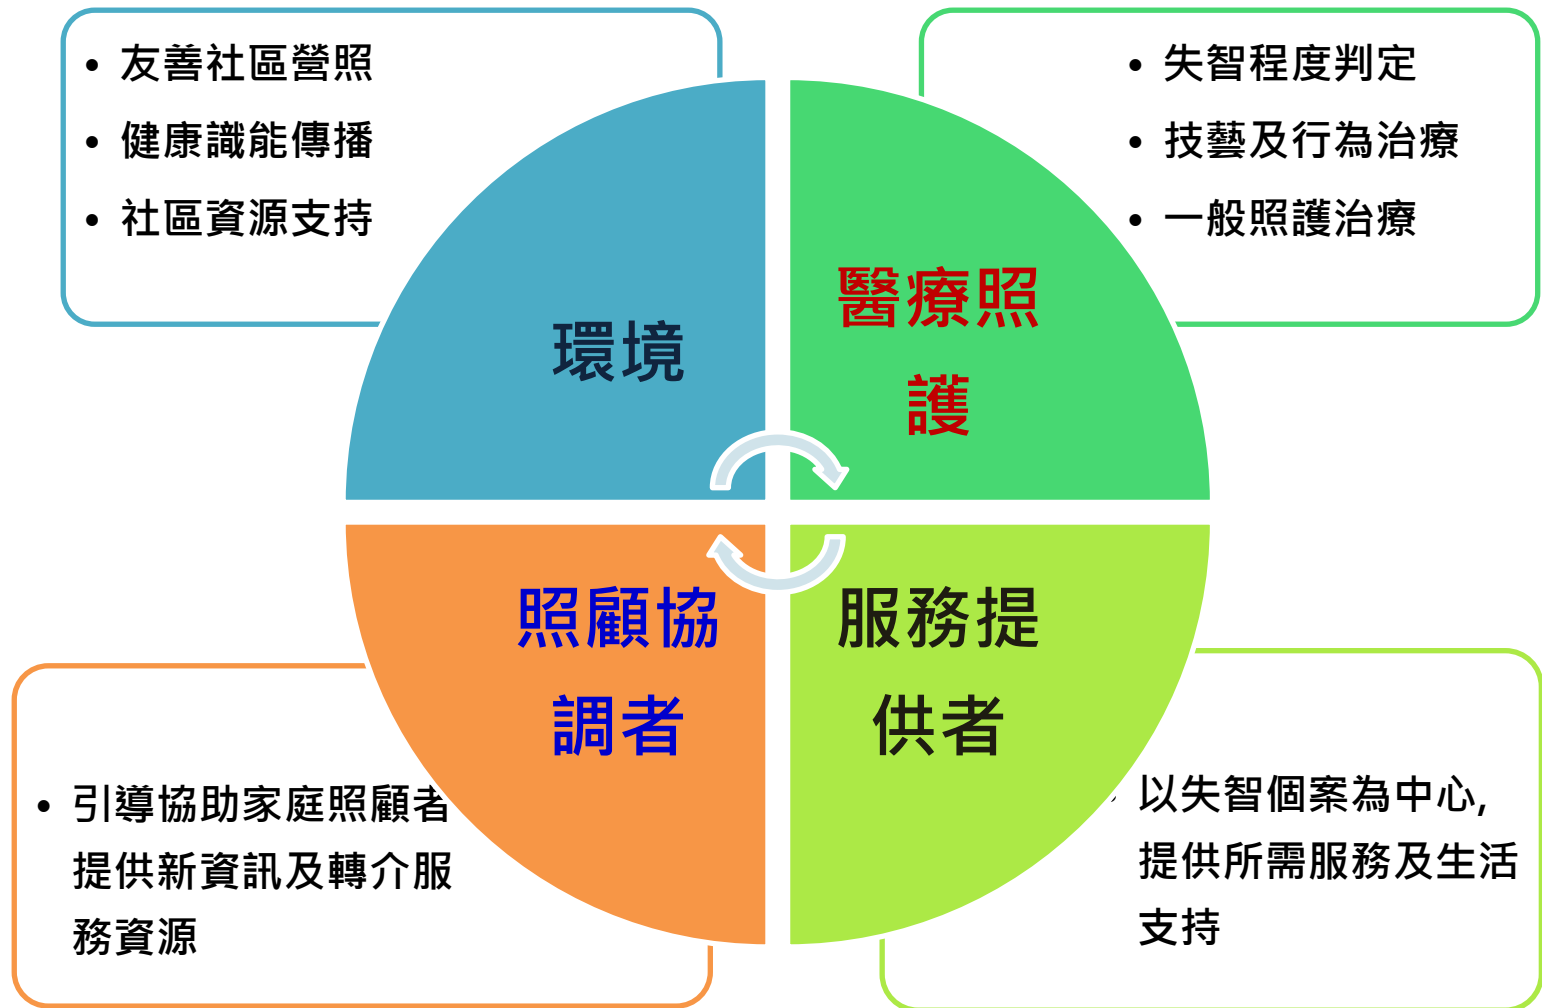 • 友善社區營照
• 健康識能傳播
• 社區資源支持
• 失智程度判定
• 技藝及行為治療
• 一般照護治療
環境
醫療照
護
照顧協
調者
服務提
供者
• 引導協助家庭照顧者
提供新資訊及轉介服
務資源
• 以失智個案為中心,
提供所需服務及生活
支持